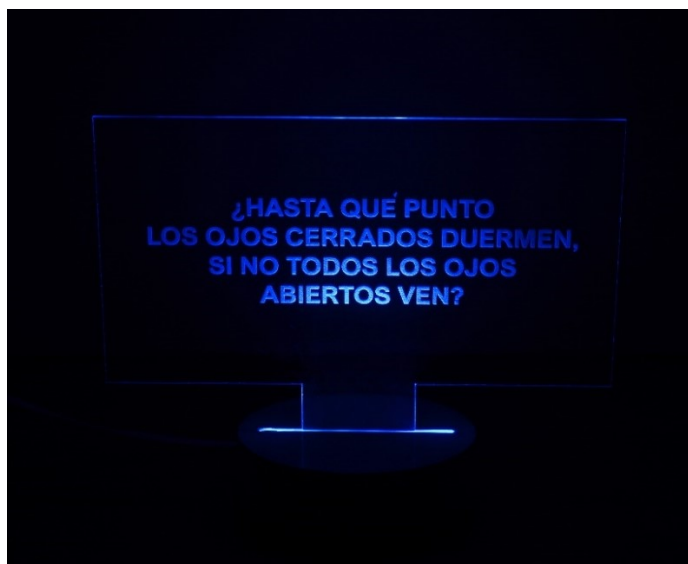 ¿HASTA QUÉ PUNTO
LOS OJOS CERRADOS DUERMEN,
SI NO TODOS LOS OJOS
ABIERTOS VEN?